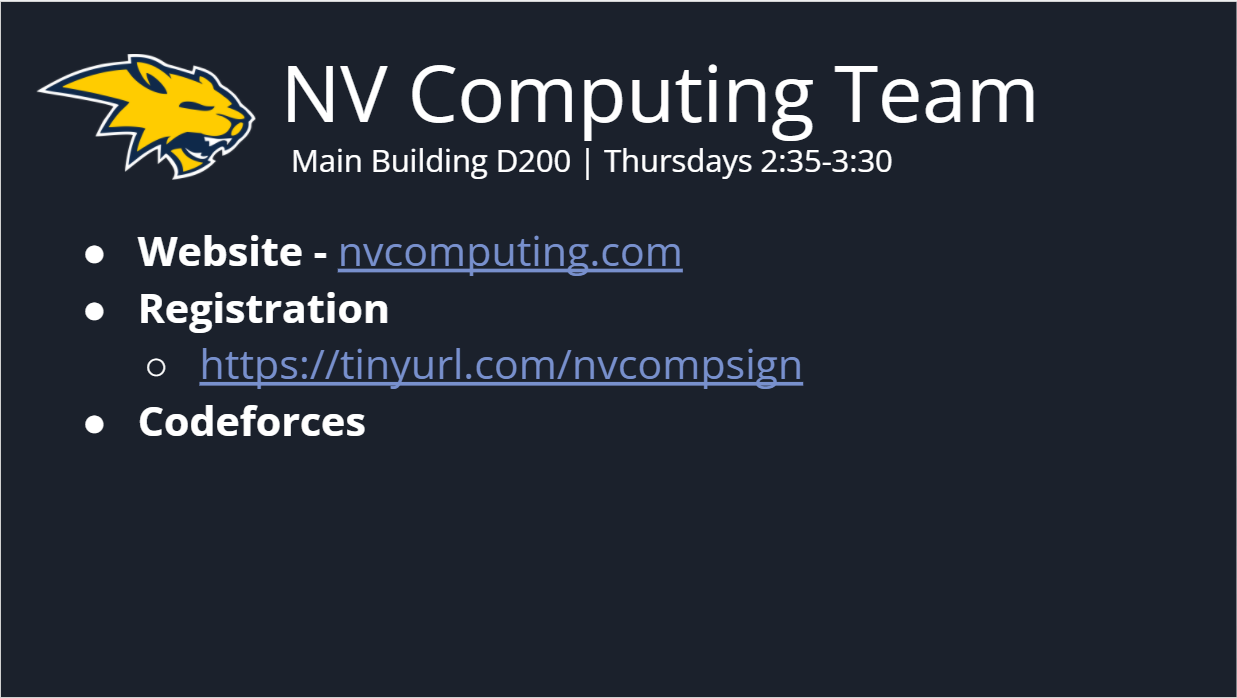 NV Computing Team
Main Building D200 | Thursdays 2:35-3:30
● Website - nvcomputing.com
● Registration
○ https://tinyurl.com/nvcompsign
● Codeforces